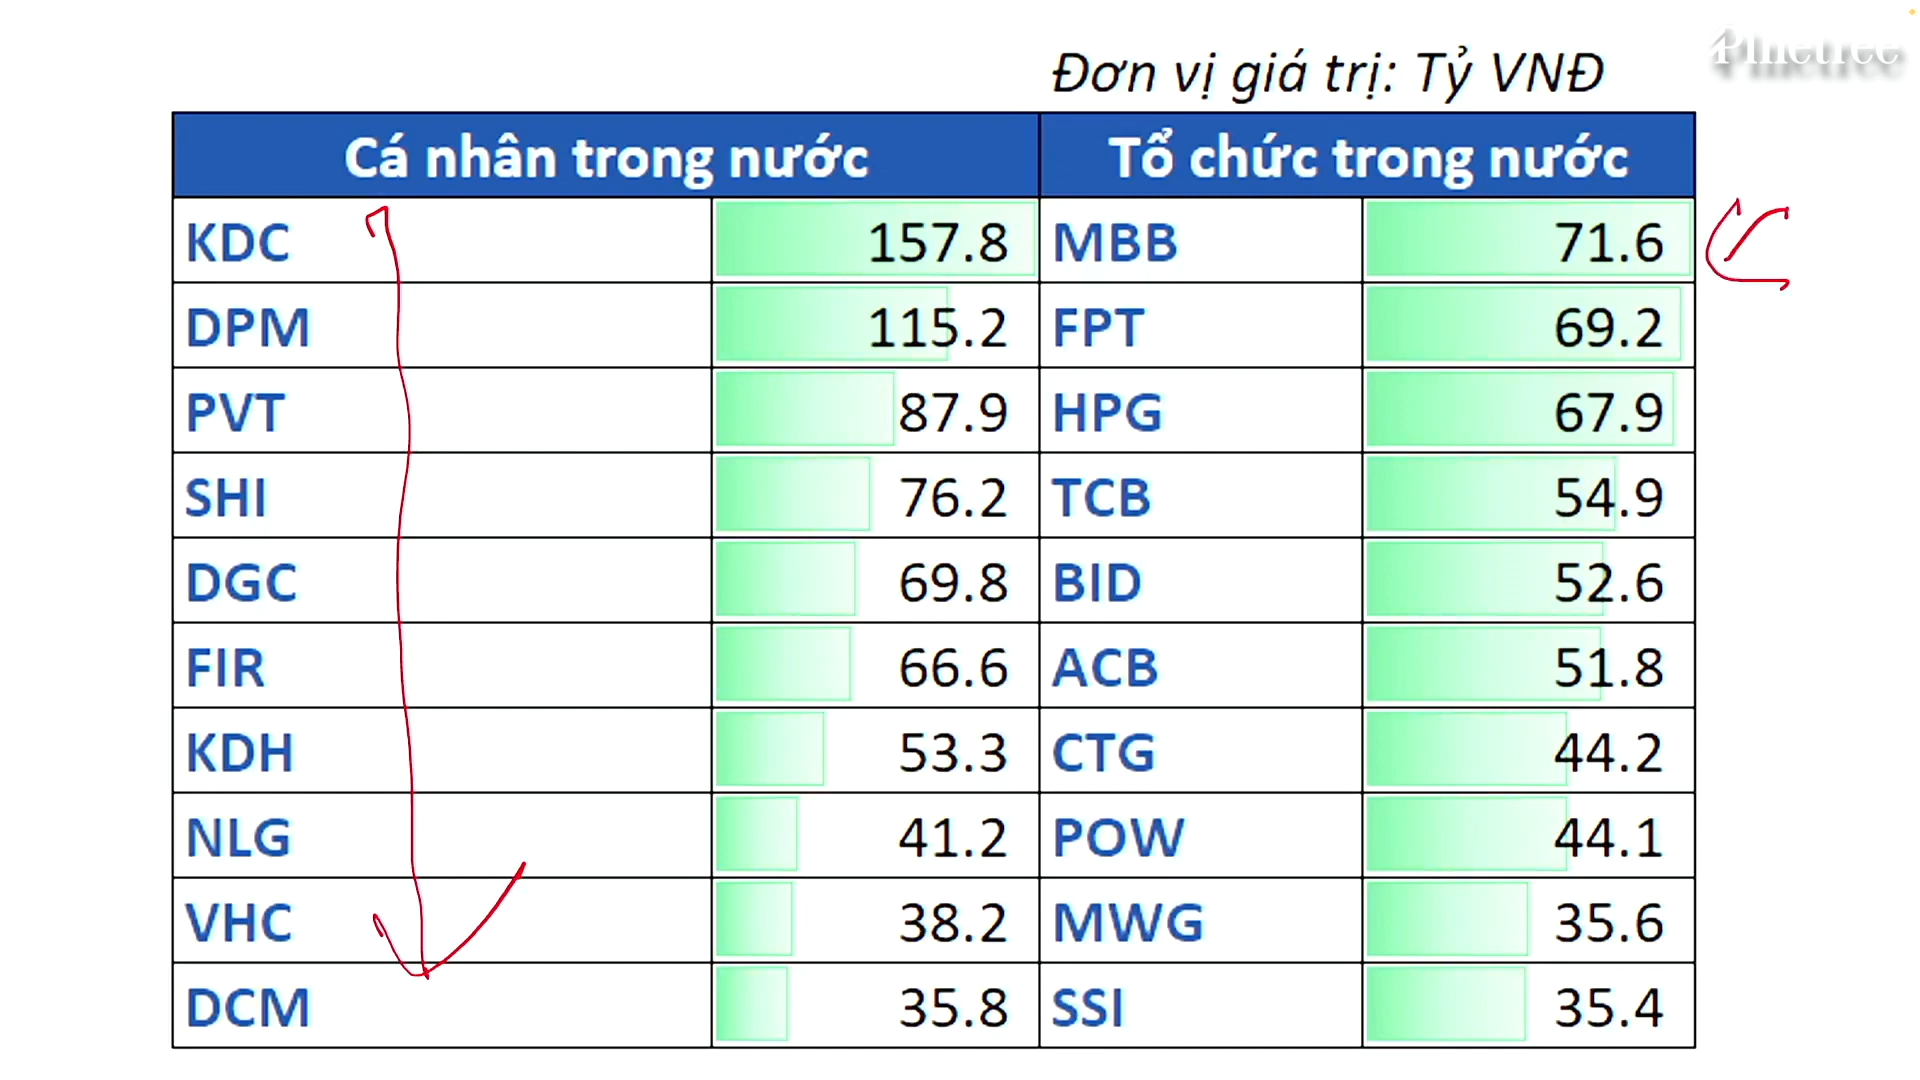 Pinetree
Đơn vị giá trị: Tỷ VNĐ
Cá nhân trong nước Tổ chức trong nước
KDC 157.8 MBB 71.6
DPM 115.2 FPT 69.2
PVT 87.9 HPG 67.9
SHI 76.2 TCB 54.9
DGC 69.8 BID 52.6
FIR 66.6 ACB 51.8
KDH 53.3 CTG 44.2
NLG 41.2 POW 44.1
VHC 38.2 MWG 35.6
DCM 35.8 SSI 35.4